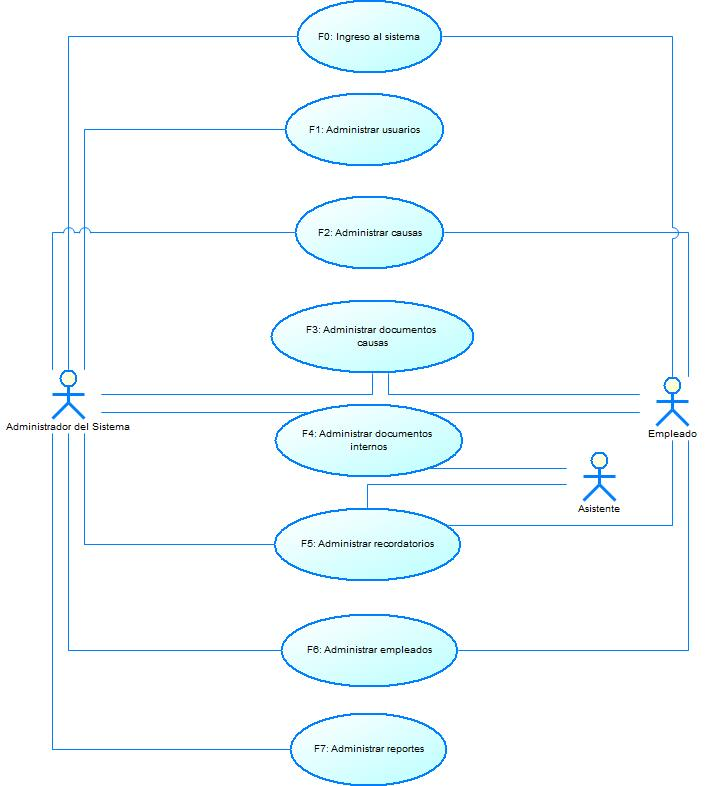 F0: Ingreso al sistema
F1: Administrar usuarios
F2: Administrar causas
F3: Administrar documentos
causas
Administrador del Sistema
Empleado
F4: Administrar documentos
internos
Asistente
F5: Administrar recordatorios
F6: Administrar empleados
F7: Administrar reportes